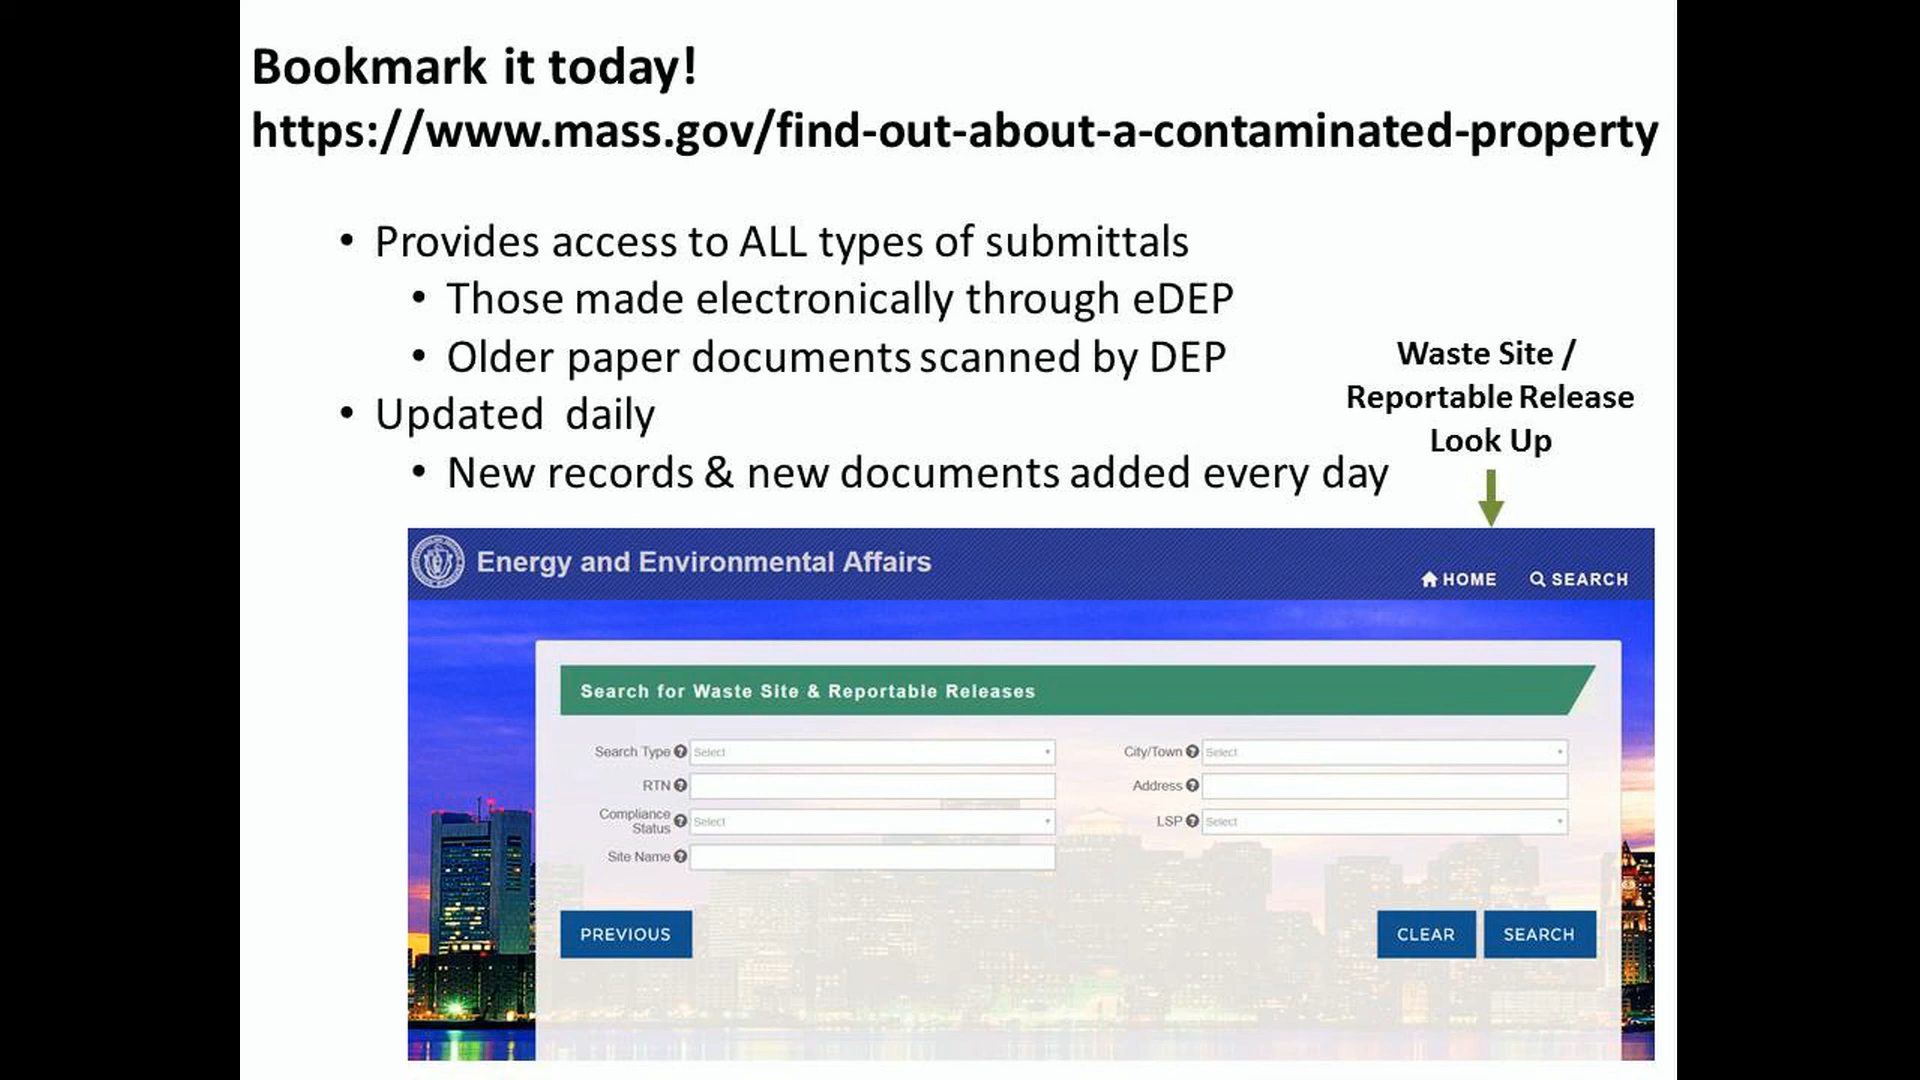 Bookmark it today!
https://www.mass.gov/find-out-about-a-contaminated-property
• Provides access to ALL types of submittals
• Those made electronically through eDEP
• Older paper documents scanned by DEP
• Updated daily
• New records & new documents added every day
Waste Site /
Reportable Release
Look Up
Energy and Environmental Affairs
HOME SEARCH
Search for Waste Site & Reportable Releases
Search Type ? Select City/Town ? Select
RTN ? Address ?
Compliance
Status ? Select LSP ? Select
Site Name ?
PREVIOUS CLEAR SEARCH